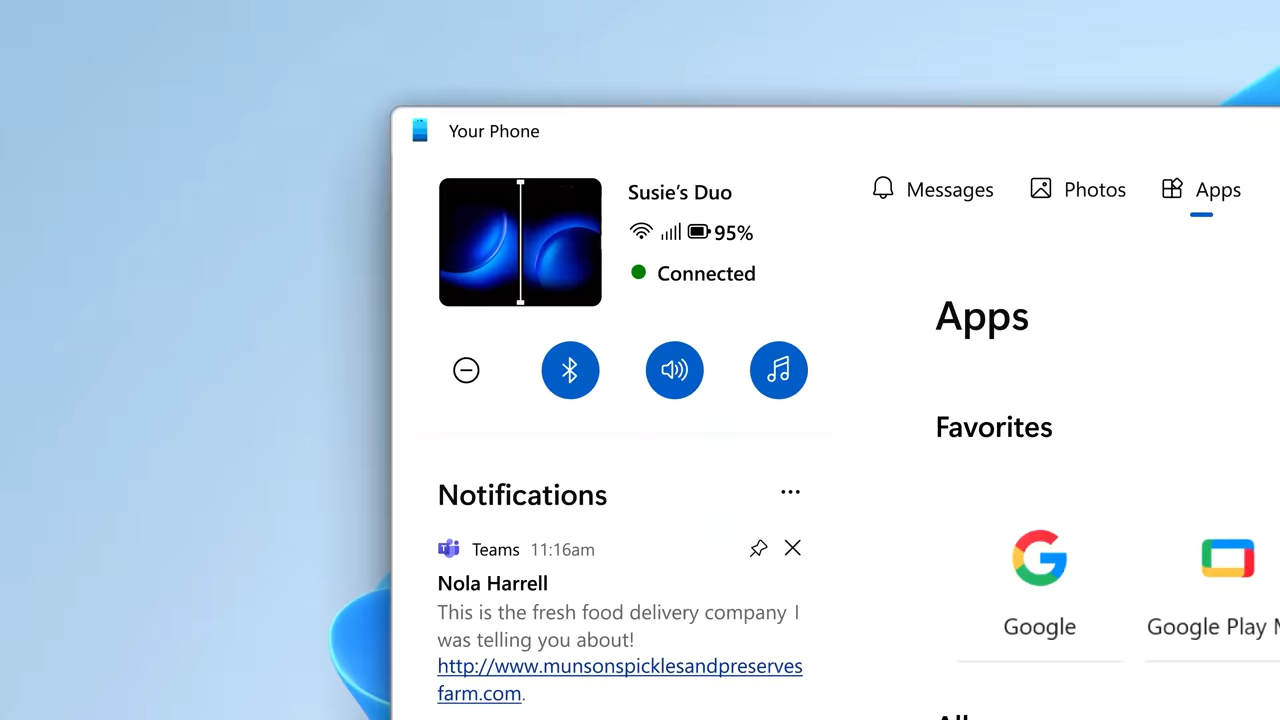 Your Phone
Susie's Duo
95%
Connected
Messages
Photos
Apps
Apps
Favorites
Google
Google Play
Notifications
Teams 11:16am
Nola Harrell
This is the fresh food delivery company I
was telling you about!
http://www.munsonspicklesandpreserves
farm.com.